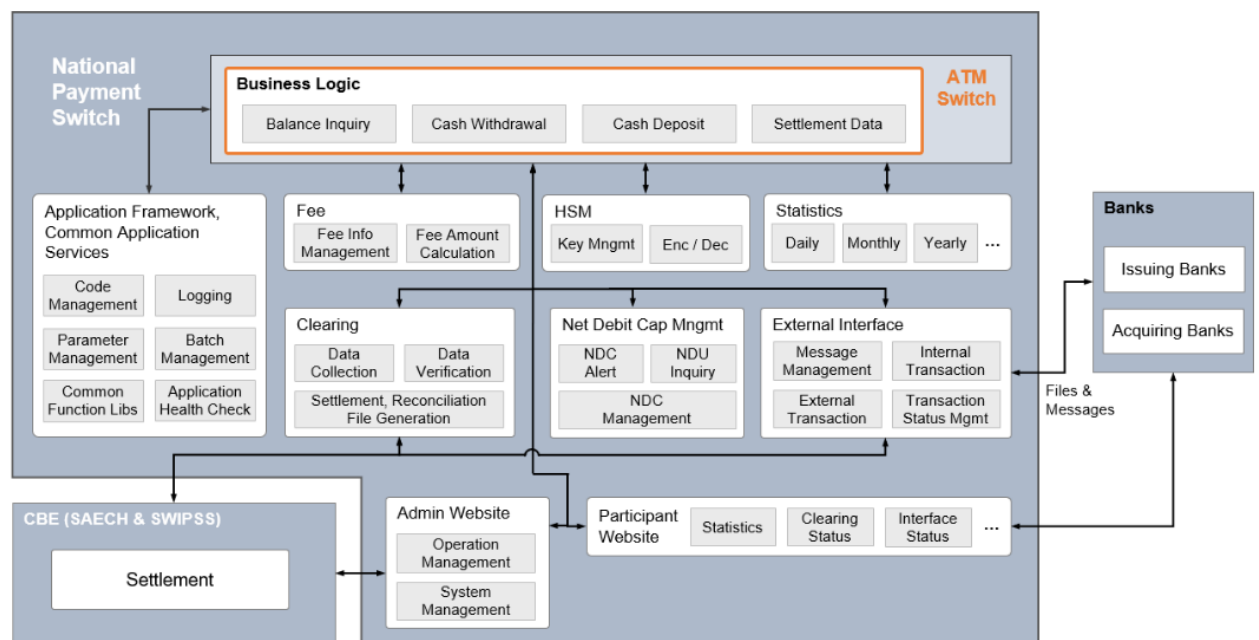 National
Payment
Switch
Business Logic
ATM
Switch
Balance Inquiry
Cash Withdrawal
Cash Deposit
Settlement Data
Application Framework,
Common Application
Services
Code
Management
Logging
Parameter
Management
Batch
Management
Common
Function Libs
Application
Health Check
Fee
Fee Info
Management
Fee Amount
Calculation
HSM
Key Mngmt
Enc / Dec
Statistics
Daily
Monthly
Yearly
...
Clearing
Data
Collection
Data
Verification
Settlement, Reconciliation
File Generation
Net Debit Cap Mngmt
NDC
Alert
NDU
Inquiry
NDC
Management
External Interface
Message
Management
Internal
Transaction
External
Transaction
Transaction
Status Mgmt
Banks
Issuing Banks
Acquiring Banks
Files &
Messages
CBE (SAECH & SWIPSS)
Settlement
Admin Website
Operation
Management
System
Management
Participant
Website
Statistics
Clearing
Status
Interface
Status
...